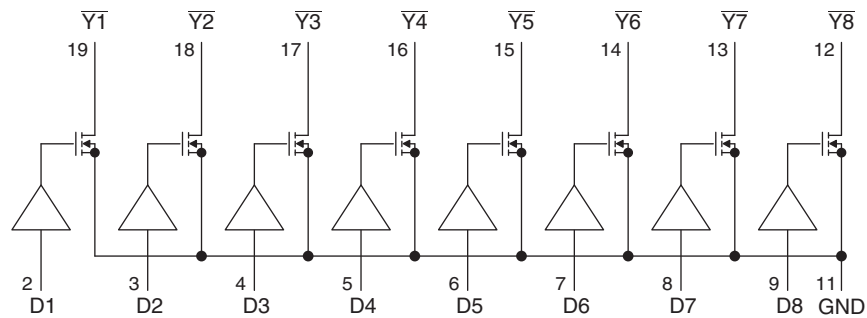 Y1 Y2 Y3 Y4 Y5 Y6 Y7 Y8
19 18 17 16 15 14 13 12
2 3 4 5 6 7 8 9 11
D1 D2 D3 D4 D5 D6 D7 D8 GND